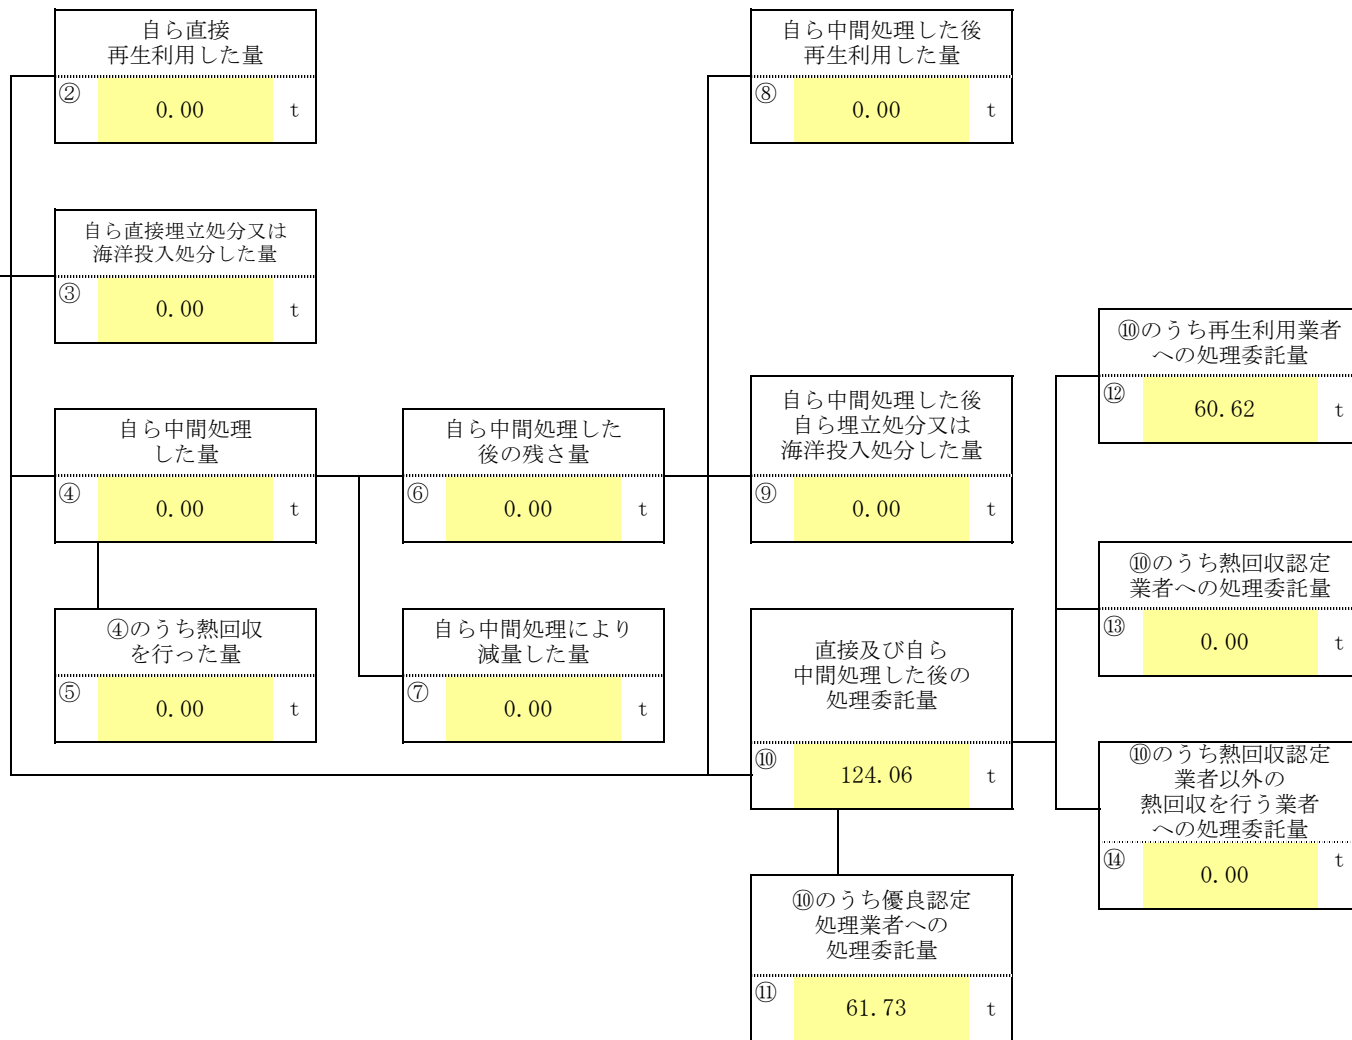 自ら直接
再生利用した量
② 0.00 t
自ら直接埋立処分又は
海洋投入処分した量
③ 0.00 t
自ら中間処理
した量
④ 0.00 t
④のうち熱回収
を行った量
⑤ 0.00 t
自ら中間処理した
後の残さ量
⑥ 0.00 t
自ら中間処理により
減量した量
⑦ 0.00 t
自ら中間処理した後
再生利用した量
⑧ 0.00 t
自ら中間処理した後
自ら埋立処分又は
海洋投入処分した量
⑨ 0.00 t
直接及び自ら
中間処理した後の
処理委託量
⑩ 124.06 t
⑩のうち優良認定
処理業者への
処理委託量
⑪ 61.73 t
⑩のうち再生利用業者
への処理委託量
⑫ 60.62 t
⑩のうち熱回収認定
業者への処理委託量
⑬ 0.00 t
⑩のうち熱回収認定
業者以外の
熱回収を行う業者
への処理委託量
⑭ 0.00 t